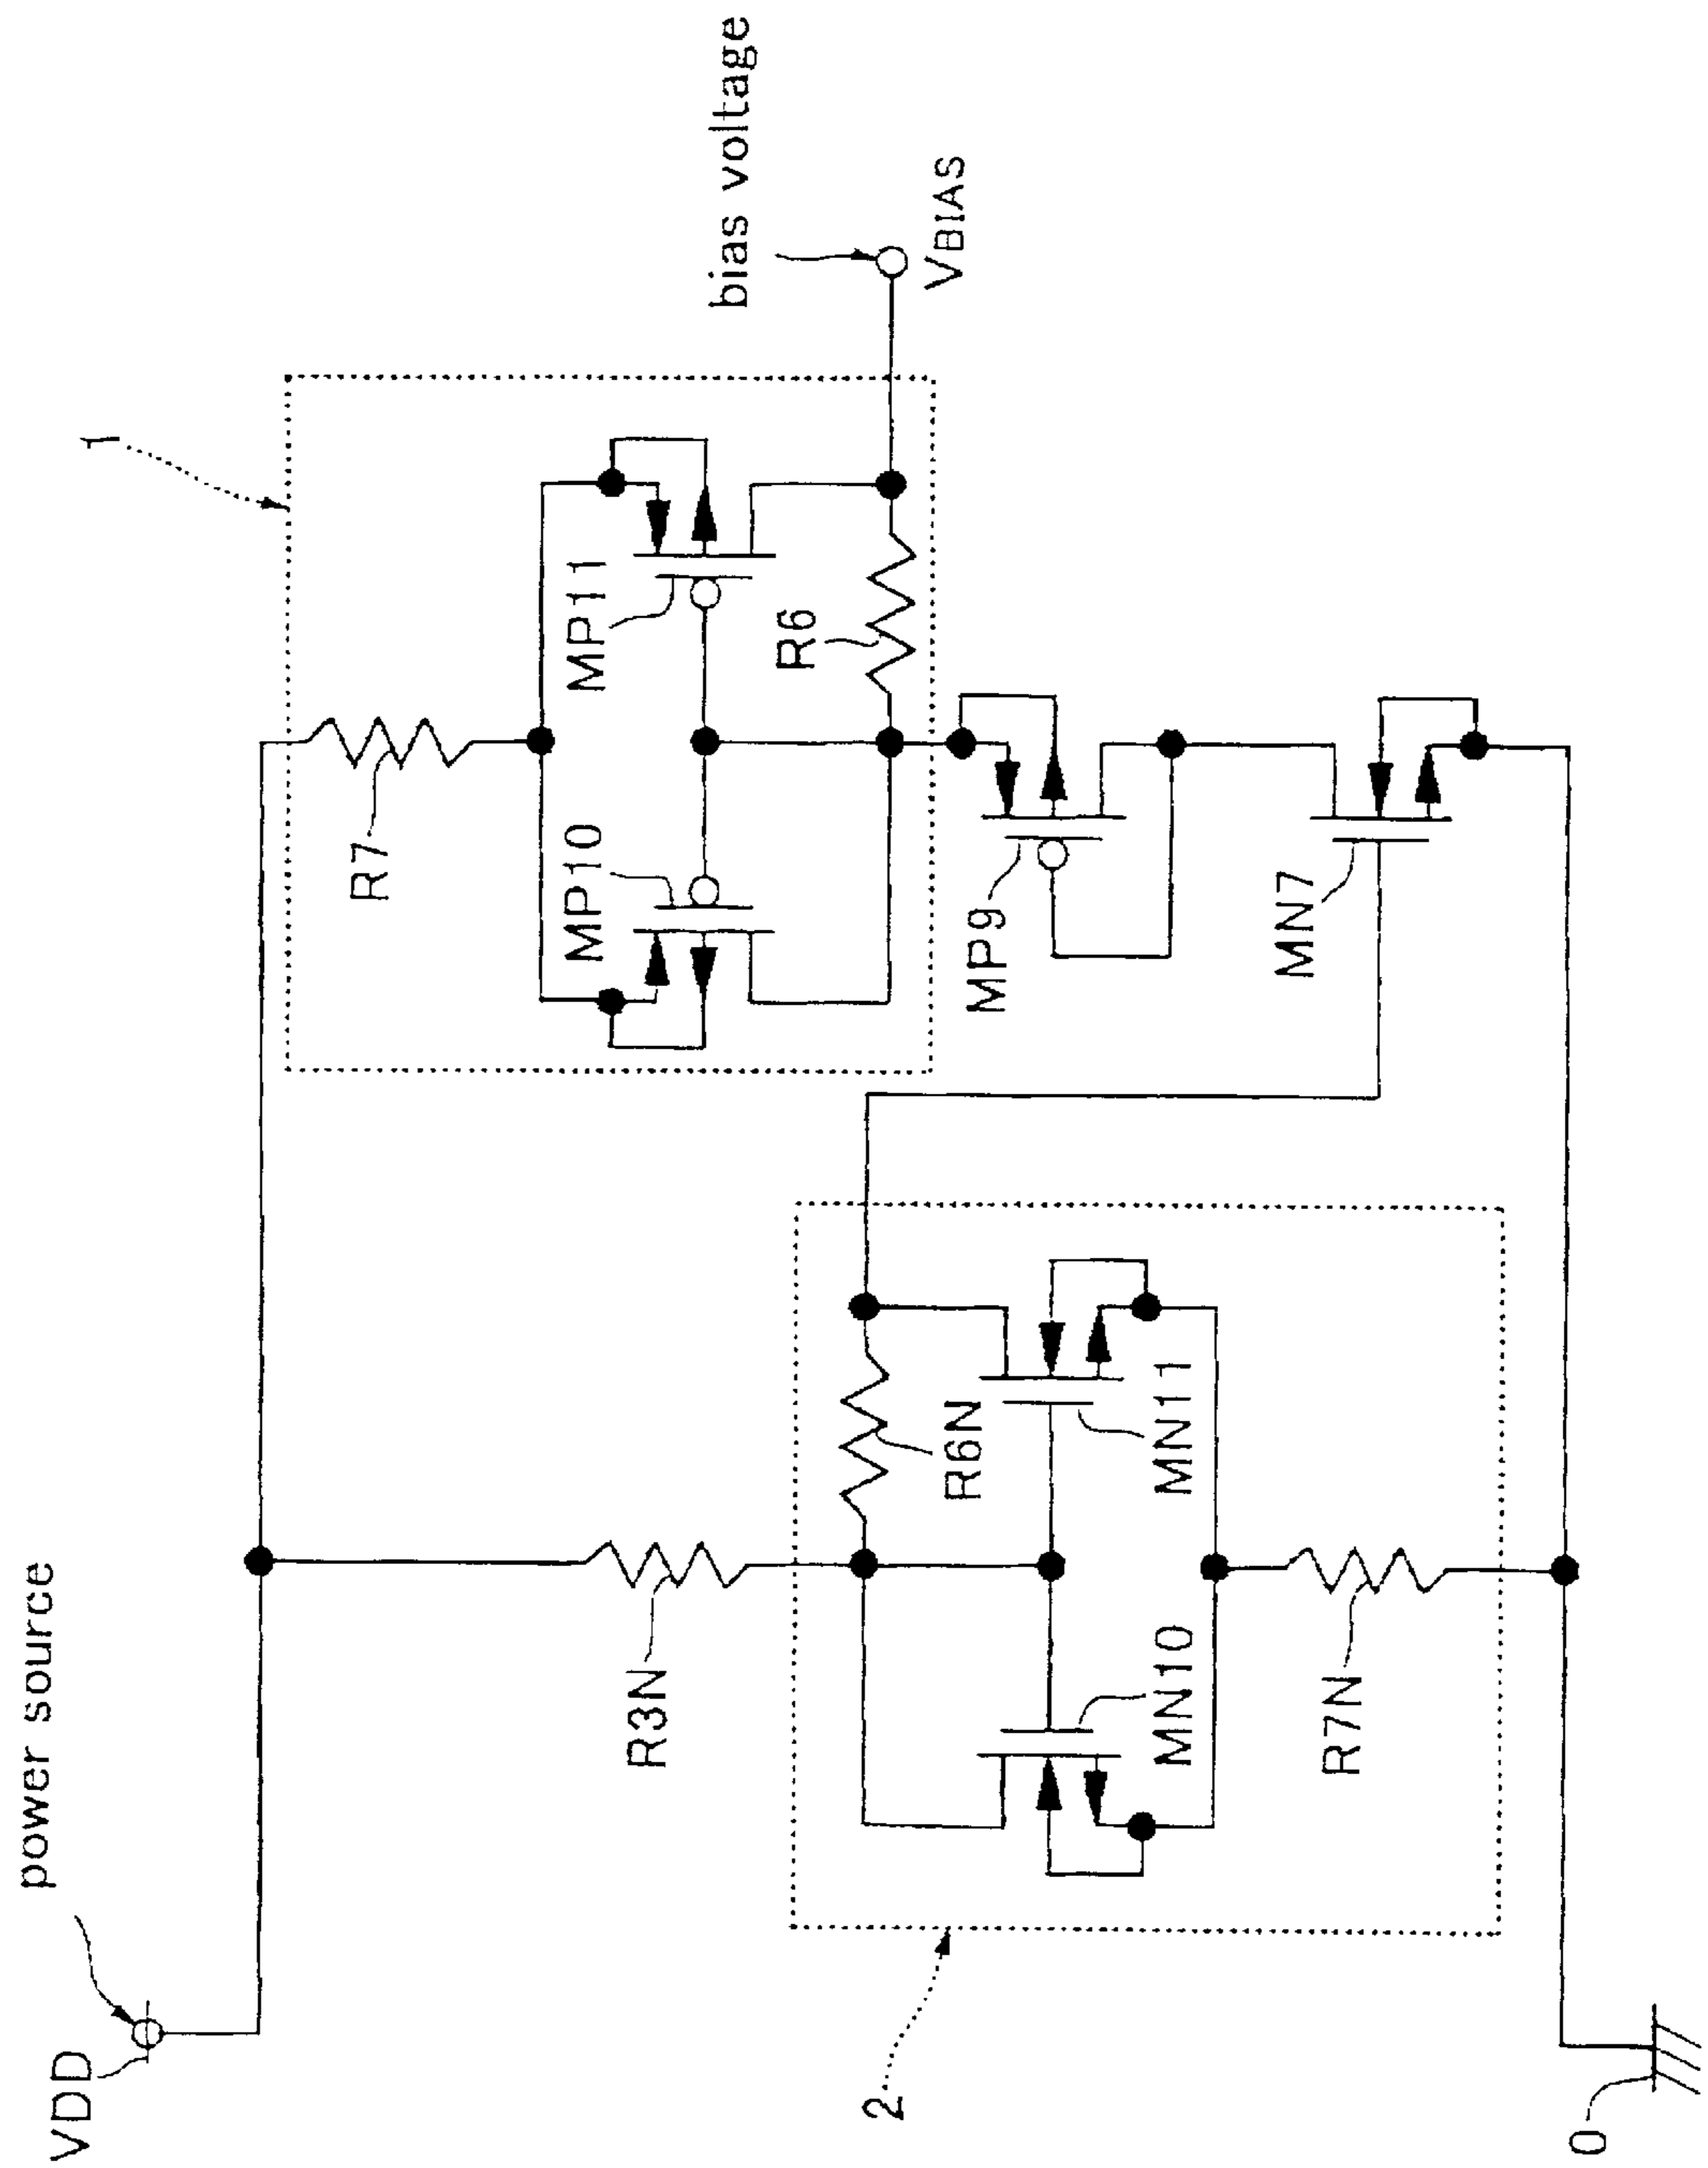 power source
VDD
bias voltage
VBIAS
1
R7
MP10
MP11
R6
MP9
MN7
R3N
R6N
MN10
MN11
R7N
2
0